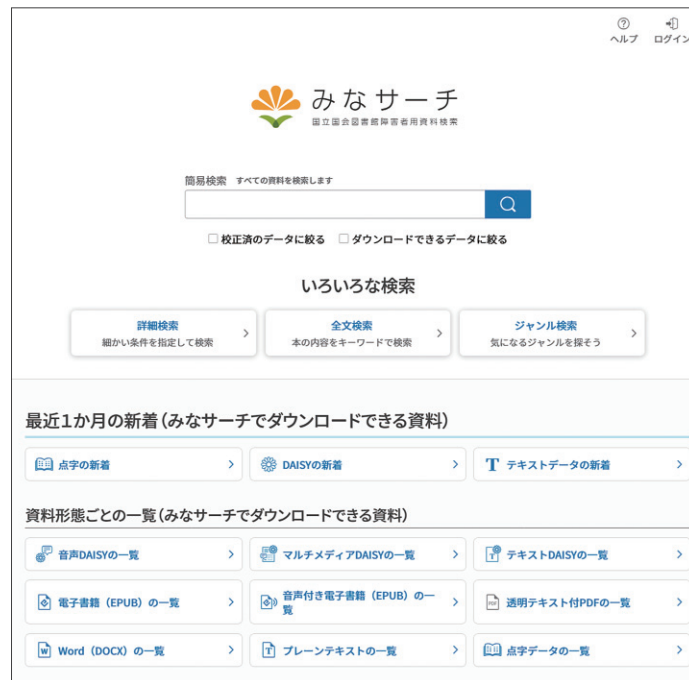 ヘルプ ログイン
みなサーチ
国立国会図書館障害者用資料検索
簡易検索 すべての資料を検索します
校正済のデータに絞る ダウンロードできるデータに絞る
いろいろな検索
詳細検索 全文検索 ジャンル検索
細かい条件を指定して検索 本の内容をキーワードで検索 気になるジャンルを探そう
最近1か月の新着(みなサーチでダウンロードできる資料)
点字の新着 DAISYの新着 テキストデータの新着
資料形態ごとの一覧(みなサーチでダウンロードできる資料)
音声DAISYの一覧 マルチメディアDAISYの一覧 テキストDAISYの一覧
電子書籍(EPUB)の一覧 音声付き電子書籍(EPUB)の一
覧 透明テキスト付PDFの一覧
Word(DOCX)の一覧 プレーンテキストの一覧 点字データの一覧